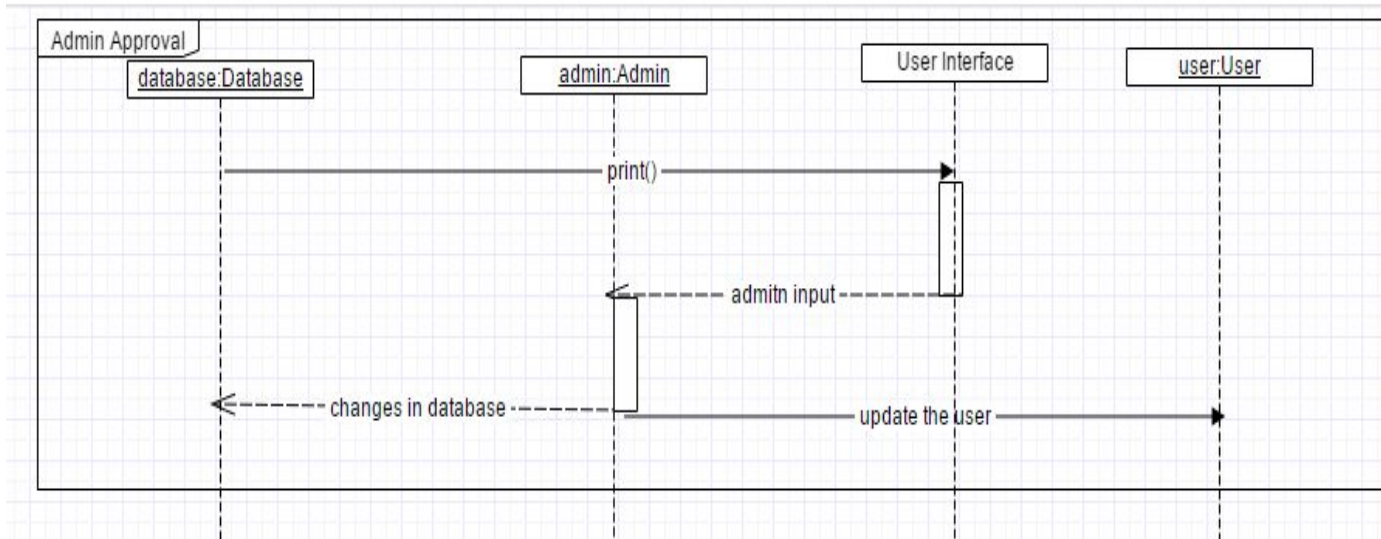 Admin Approval
database:Database
admin:Admin
User Interface
user:User
print()
admitn input
changes in database
update the user